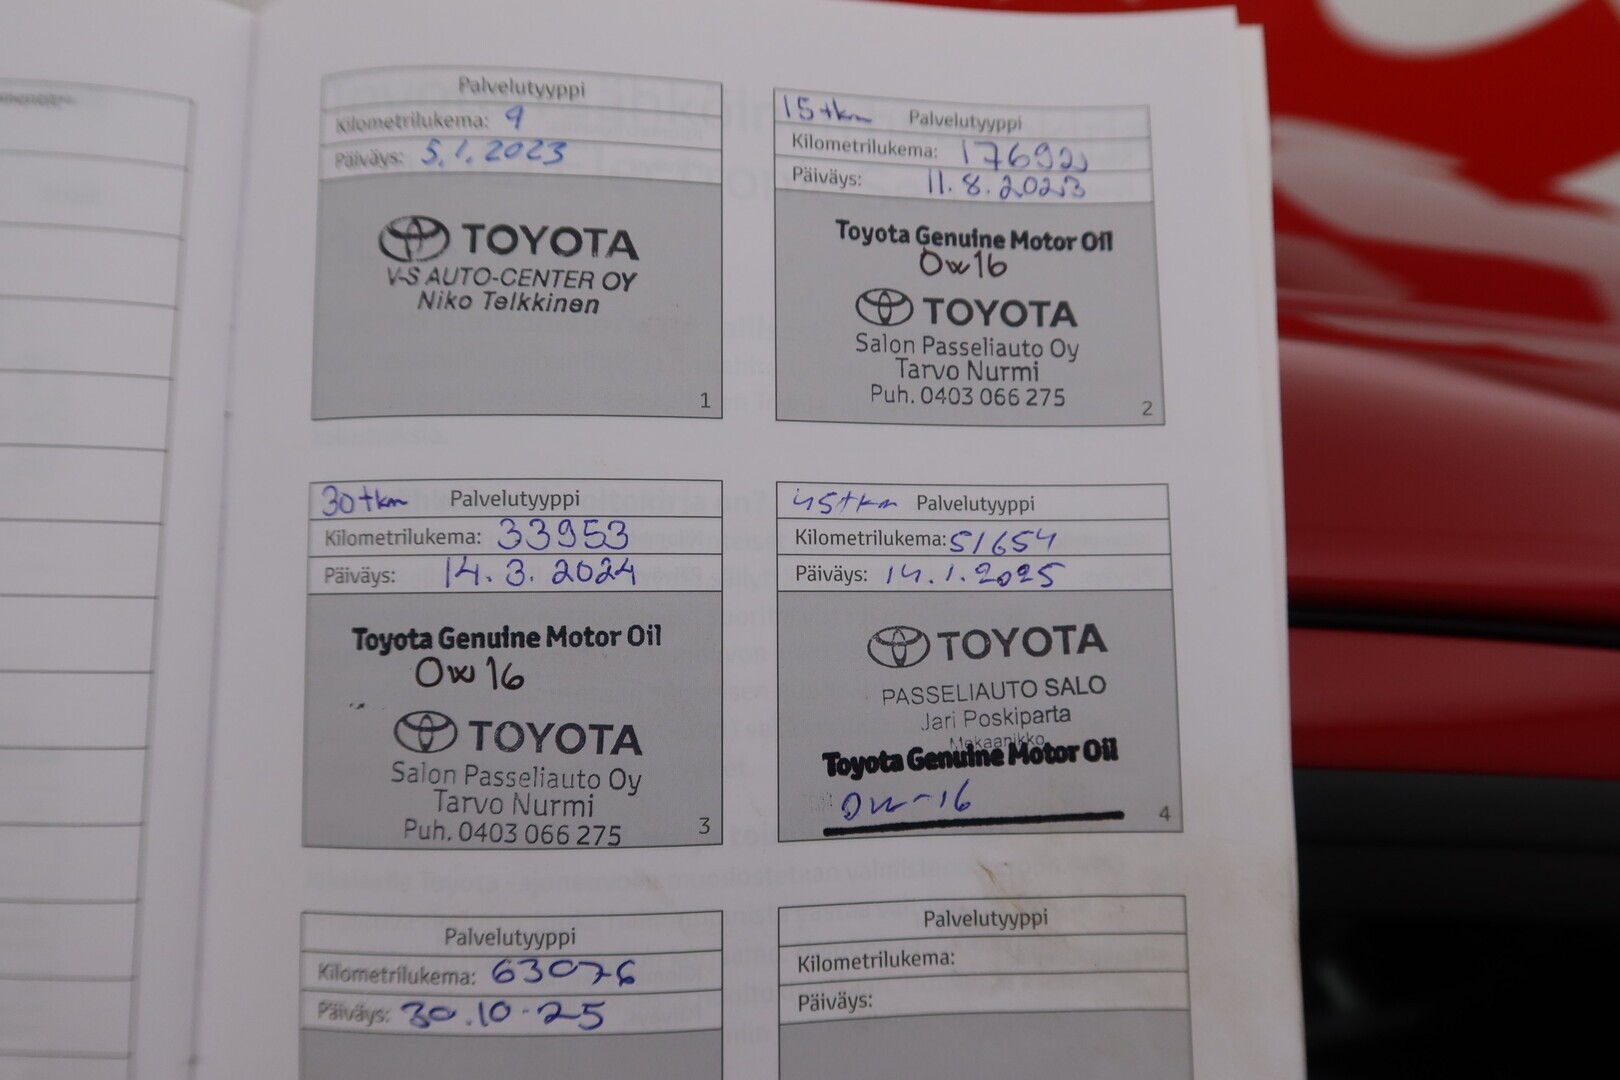 Palvelutyyppi
Kilometrilukema: 9
Päiväys: 5.1.2023
TOYOTA
V-S AUTO-CENTER OY
Niko Telkkinen
1
15tkm Palvelutyyppi
Kilometrilukema: 17692
Päiväys: 11.8.2023
Toyota Genuine Motor Oil
0w16
TOYOTA
Salon Passeliauto Oy
Tarvo Nurmi
Puh. 0403 066 275
2
30tkm Palvelutyyppi
Kilometrilukema: 33953
Päiväys: 14.3.2024
Toyota Genuine Motor Oil
0w16
TOYOTA
Salon Passeliauto Oy
Tarvo Nurmi
Puh. 0403 066 275
3
45tkm Palvelutyyppi
Kilometrilukema: 51654
Päiväys: 14.1.2025
TOYOTA
PASSELIAUTO SALO
Jari Poskiparta
Mekaanikko
Toyota Genuine Motor Oil
0w-16
4
Palvelutyyppi
Kilometrilukema: 63076
Päiväys: 30.10.25
Palvelutyyppi
Kilometrilukema:
Päiväys: